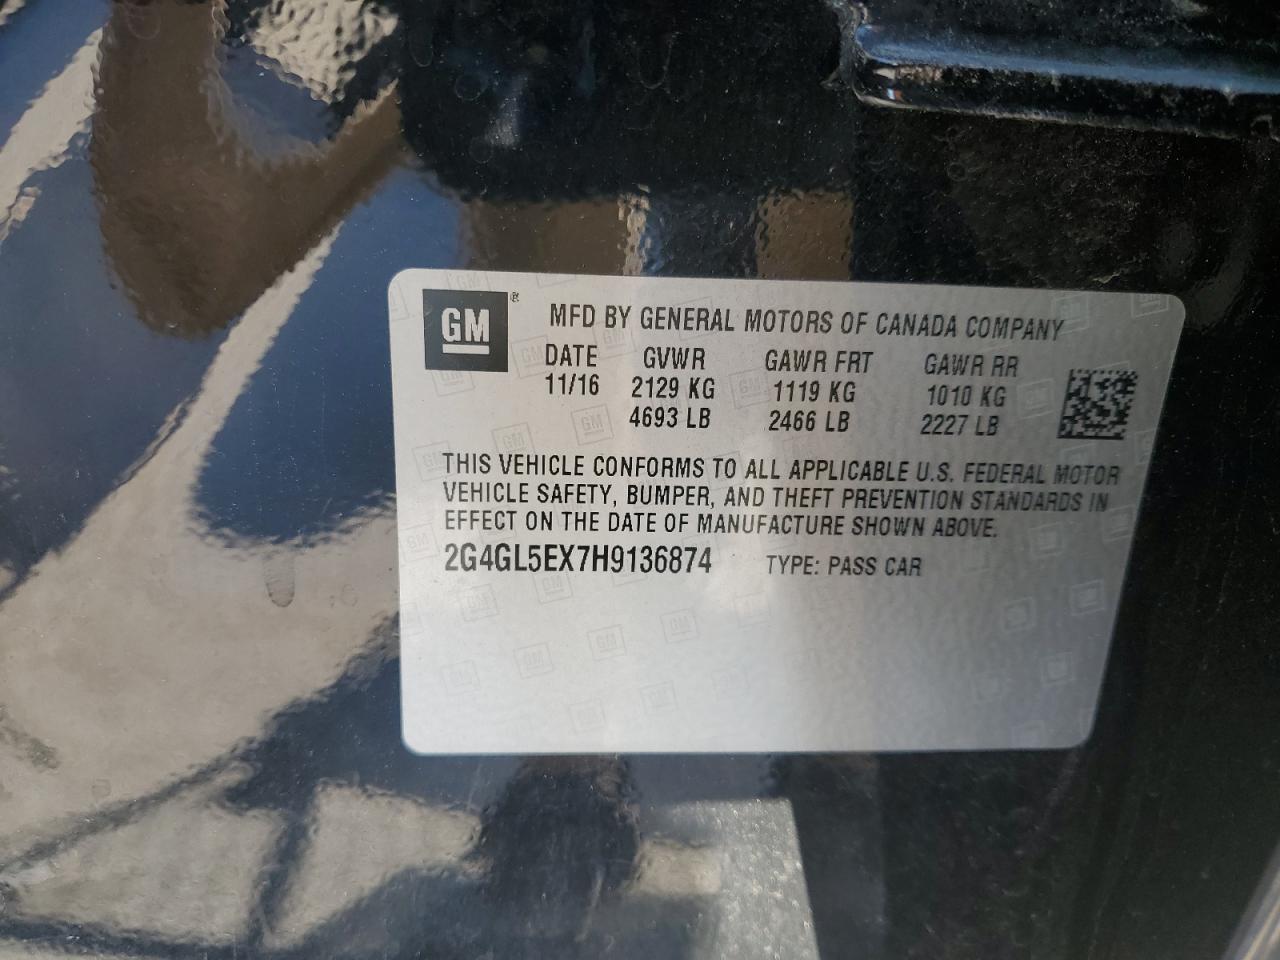 GM®
MFD BY GENERAL MOTORS OF CANADA COMPANY
DATE GVWR GAWR FRT GAWR RR
11/16 2129 KG 1119 KG 1010 KG
4693 LB 2466 LB 2227 LB
THIS VEHICLE CONFORMS TO ALL APPLICABLE U.S. FEDERAL MOTOR
VEHICLE SAFETY, BUMPER, AND THEFT PREVENTION STANDARDS IN
EFFECT ON THE DATE OF MANUFACTURE SHOWN ABOVE.
2G4GL5EX7H9136874 TYPE: PASS CAR